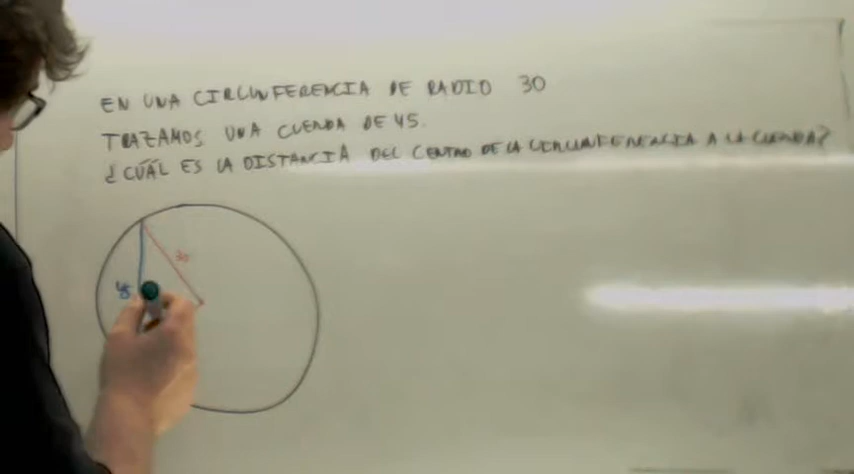 EN UNA CIRCUNFERENCIA DE RADIO 30
TRAZAMOS UNA CUERDA DE 45.
¿CUÁL ES LA DISTANCIA DEL CENTRO DE LA CIRCUNFERENCIA A LA CUERDA?
30
45